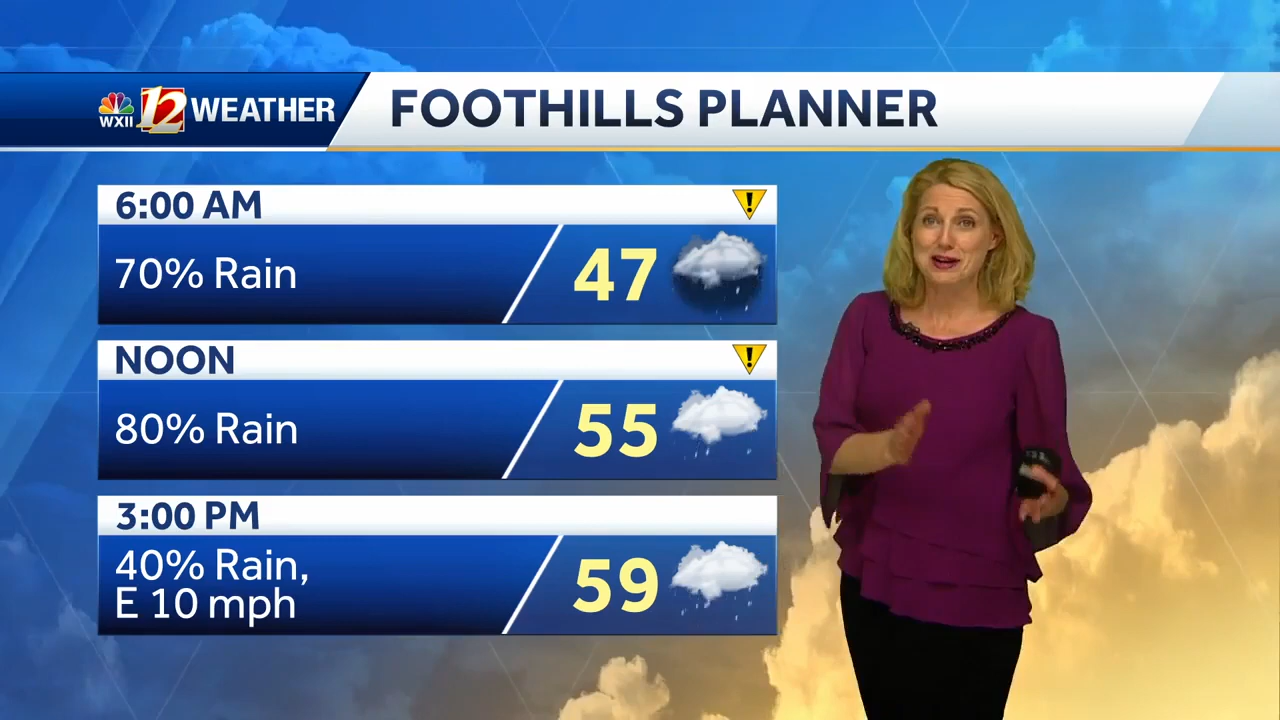 WXII 12 WEATHER
FOOTHILLS PLANNER
6:00 AM
!
70% Rain
47
NOON
!
80% Rain
55
3:00 PM
40% Rain,
E 10 mph
59